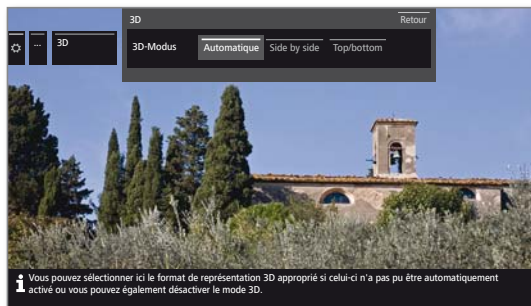 3D
Retour
...
3D
3D-Modus
Automatique
Side by side
Top/bottom
Vous pouvez sélectionner ici le format de représentation 3D approprié si celui-ci n'a pas pu être automatiquement
activé ou vous pouvez également désactiver le mode 3D.